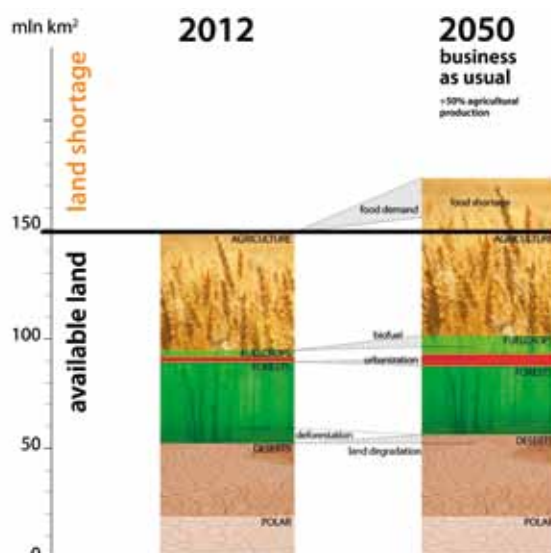 mln km²
2012
2050
business
as usual
+50% agricultural
production
land shortage
food demand
food shortage
150
AGRICULTURE
AGRICULTURE
available land
biofuel
100
FUELCROPS
FUELCROPS
urbanization
FORESTS
FORESTS
deforestation
50
land degradation
DESERTS
DESERTS
POLAR
POLAR
0